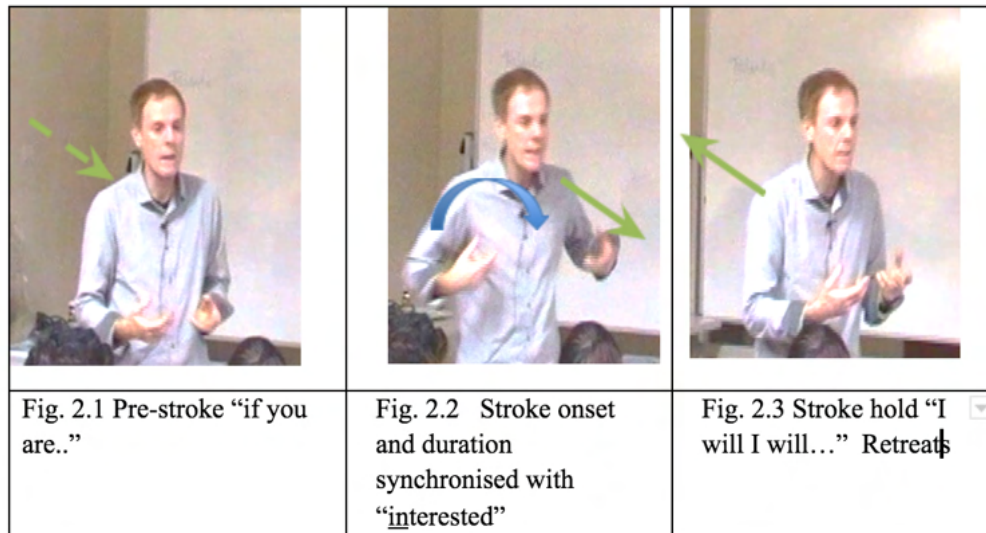 Fig. 2.1 Pre-stroke “if you
are..”
Fig. 2.2 Stroke onset
and duration
synchronised with
“interested”
Fig. 2.3 Stroke hold “I
will I will…” Retreats